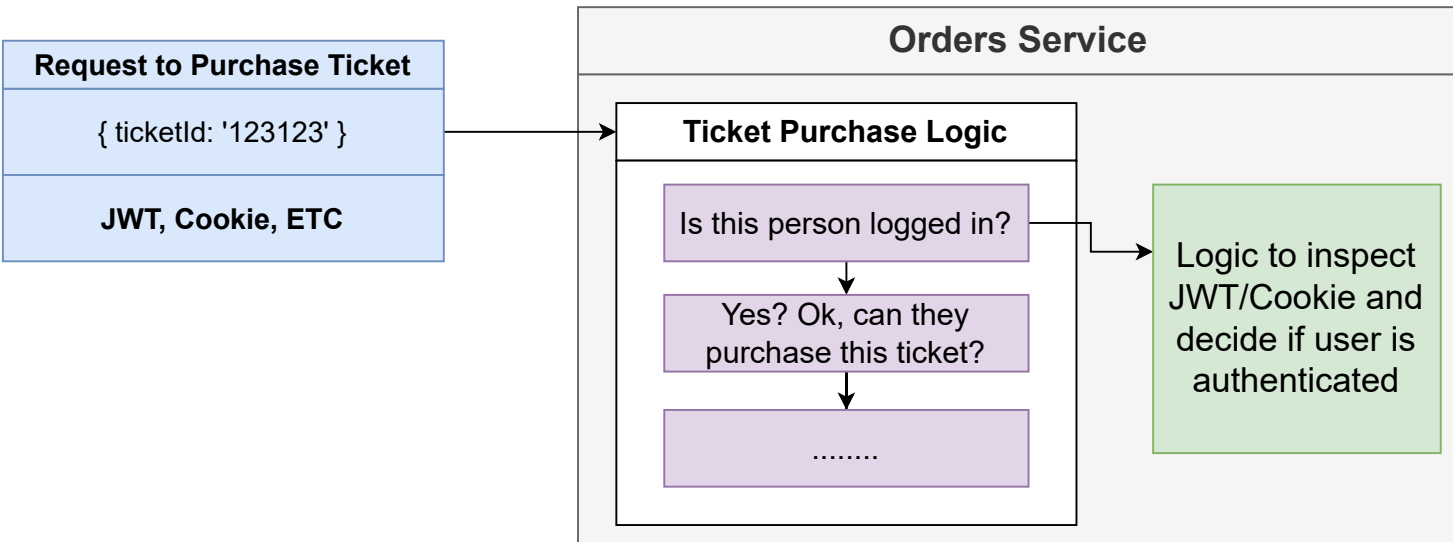 Orders Service
Request to Purchase Ticket
{ ticketId: '123123' }
JWT, Cookie, ETC
Ticket Purchase Logic
Is this person logged in?
Yes? Ok, can they
purchase this ticket?
........
Logic to inspect
JWT/Cookie and
decide if user is
authenticated